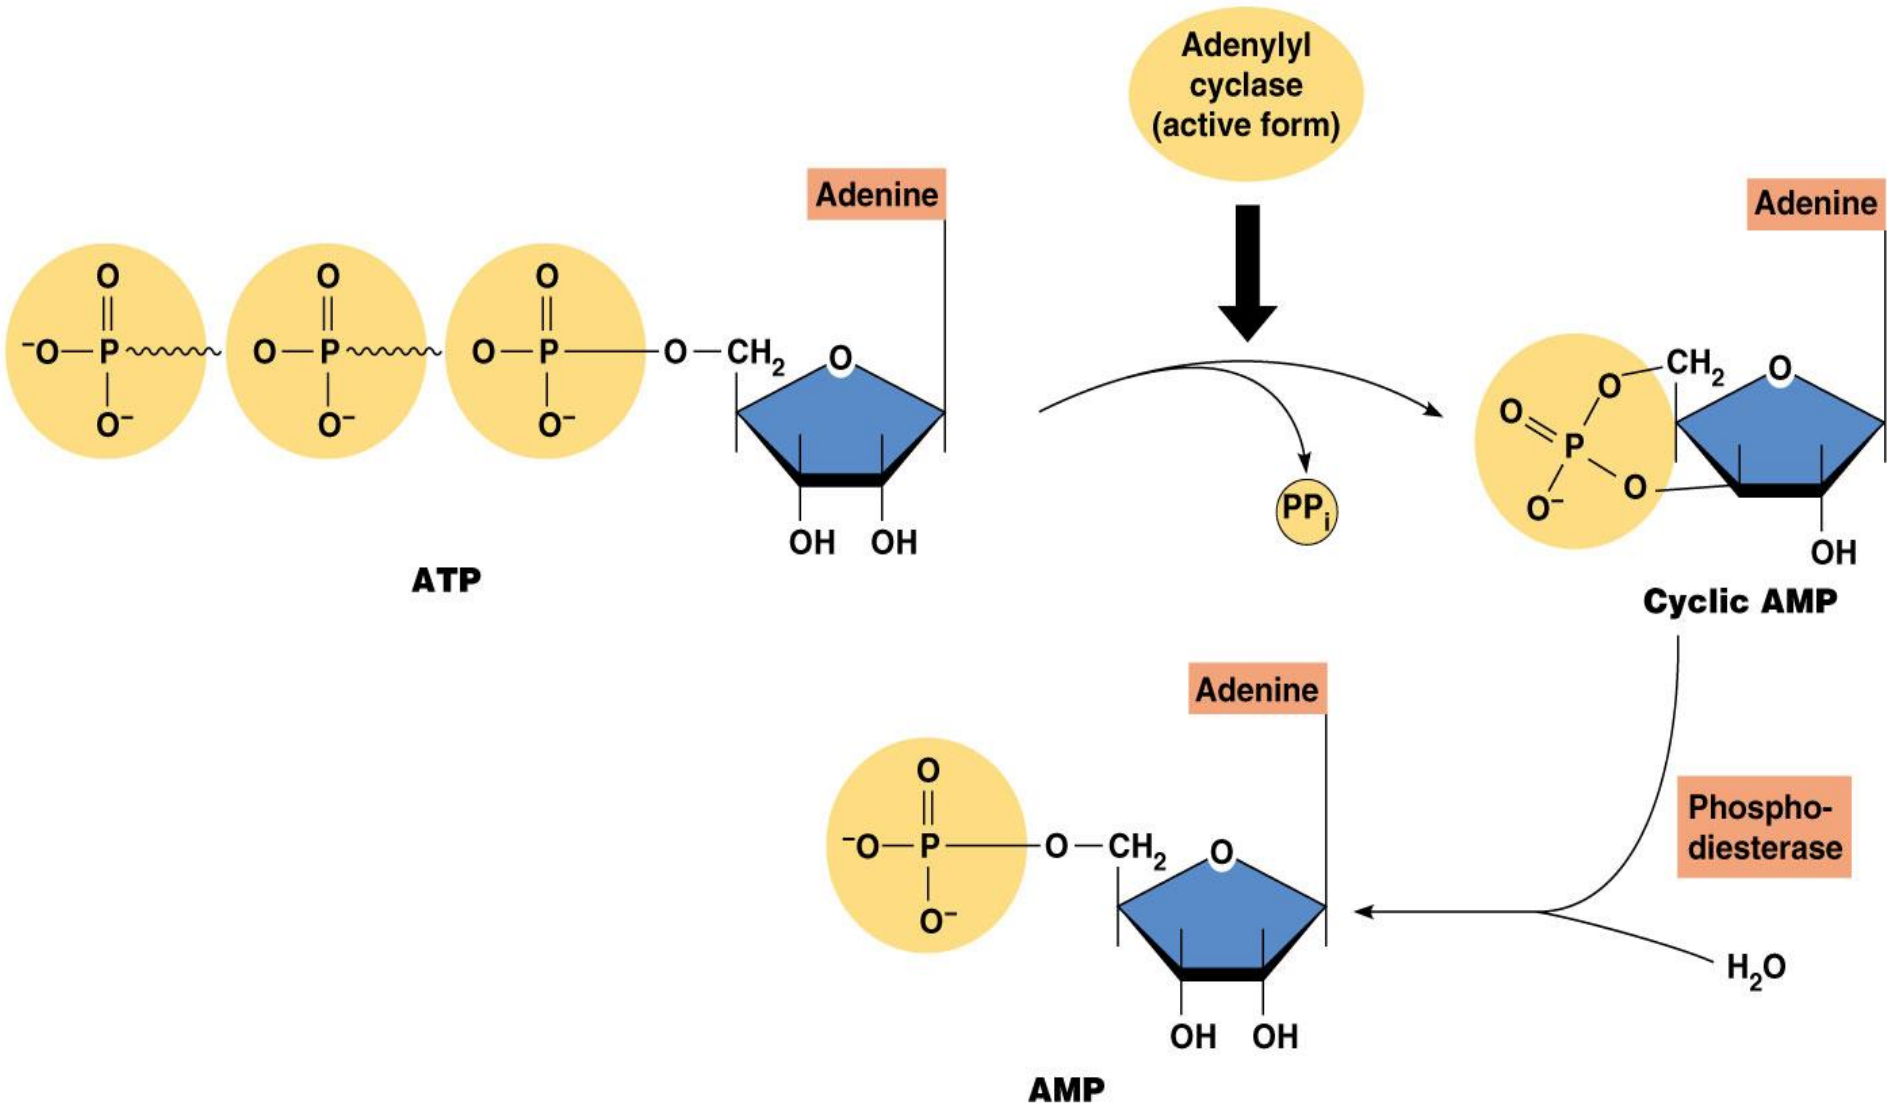 Adenylyl
cyclase
(active form)
Adenine
Adenine
O O O
⁻O—P O—P O—P—O—CH₂ O
O⁻ O⁻ O⁻
OH OH
ATP
PPᵢ
CH₂ O
O O
P
O⁻ O
OH
Cyclic AMP
Adenine
O
⁻O—P—O—CH₂ O
O⁻
OH OH
AMP
Phospho-
diesterase
H₂O